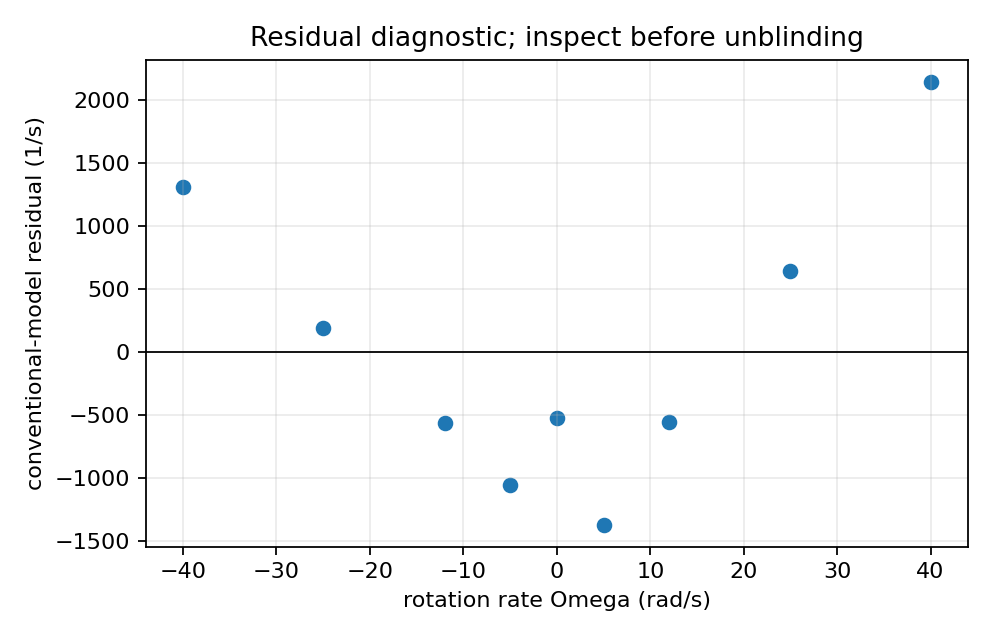 Residual diagnostic; inspect before unblinding
conventional-model residual (1/s)
2000
1500
1000
500
0
−500
−1000
−1500
−40 −30 −20 −10 0 10 20 30 40
rotation rate Omega (rad/s)